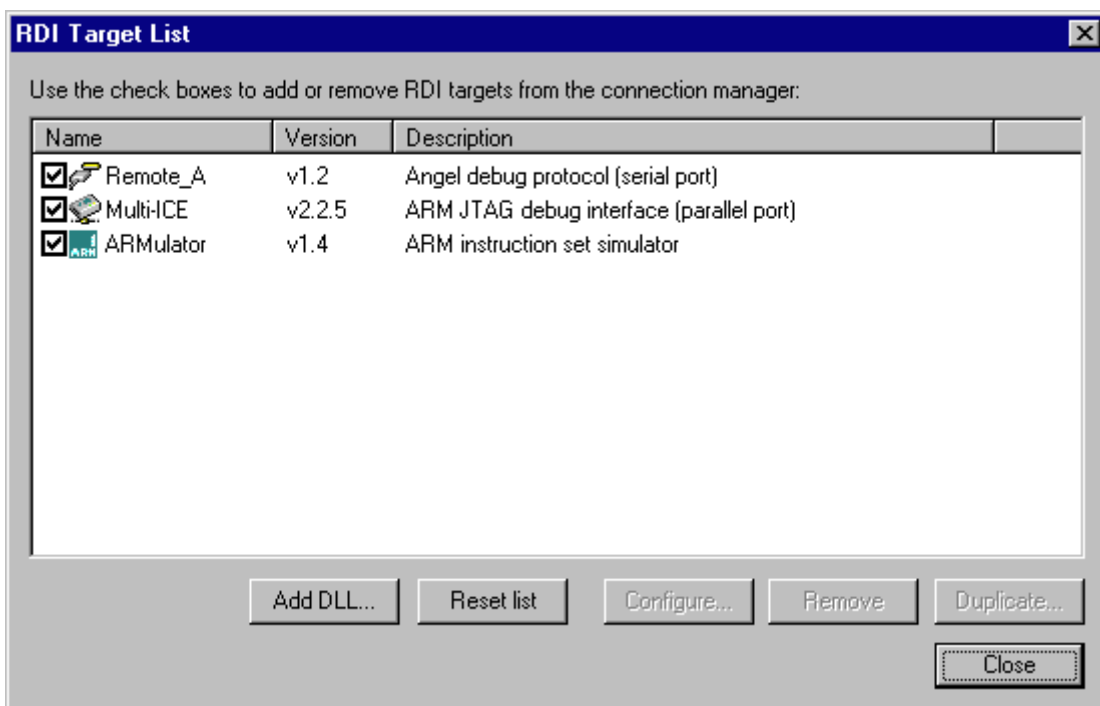 RDI Target List
Use the check boxes to add or remove RDI targets from the connection manager:
Name Version Description
Remote_A v1.2 Angel debug protocol (serial port)
Multi-ICE v2.2.5 ARM JTAG debug interface (parallel port)
ARM ARMulator v1.4 ARM instruction set simulator
Add DLL... Reset list Configure... Remove Duplicate...
Close